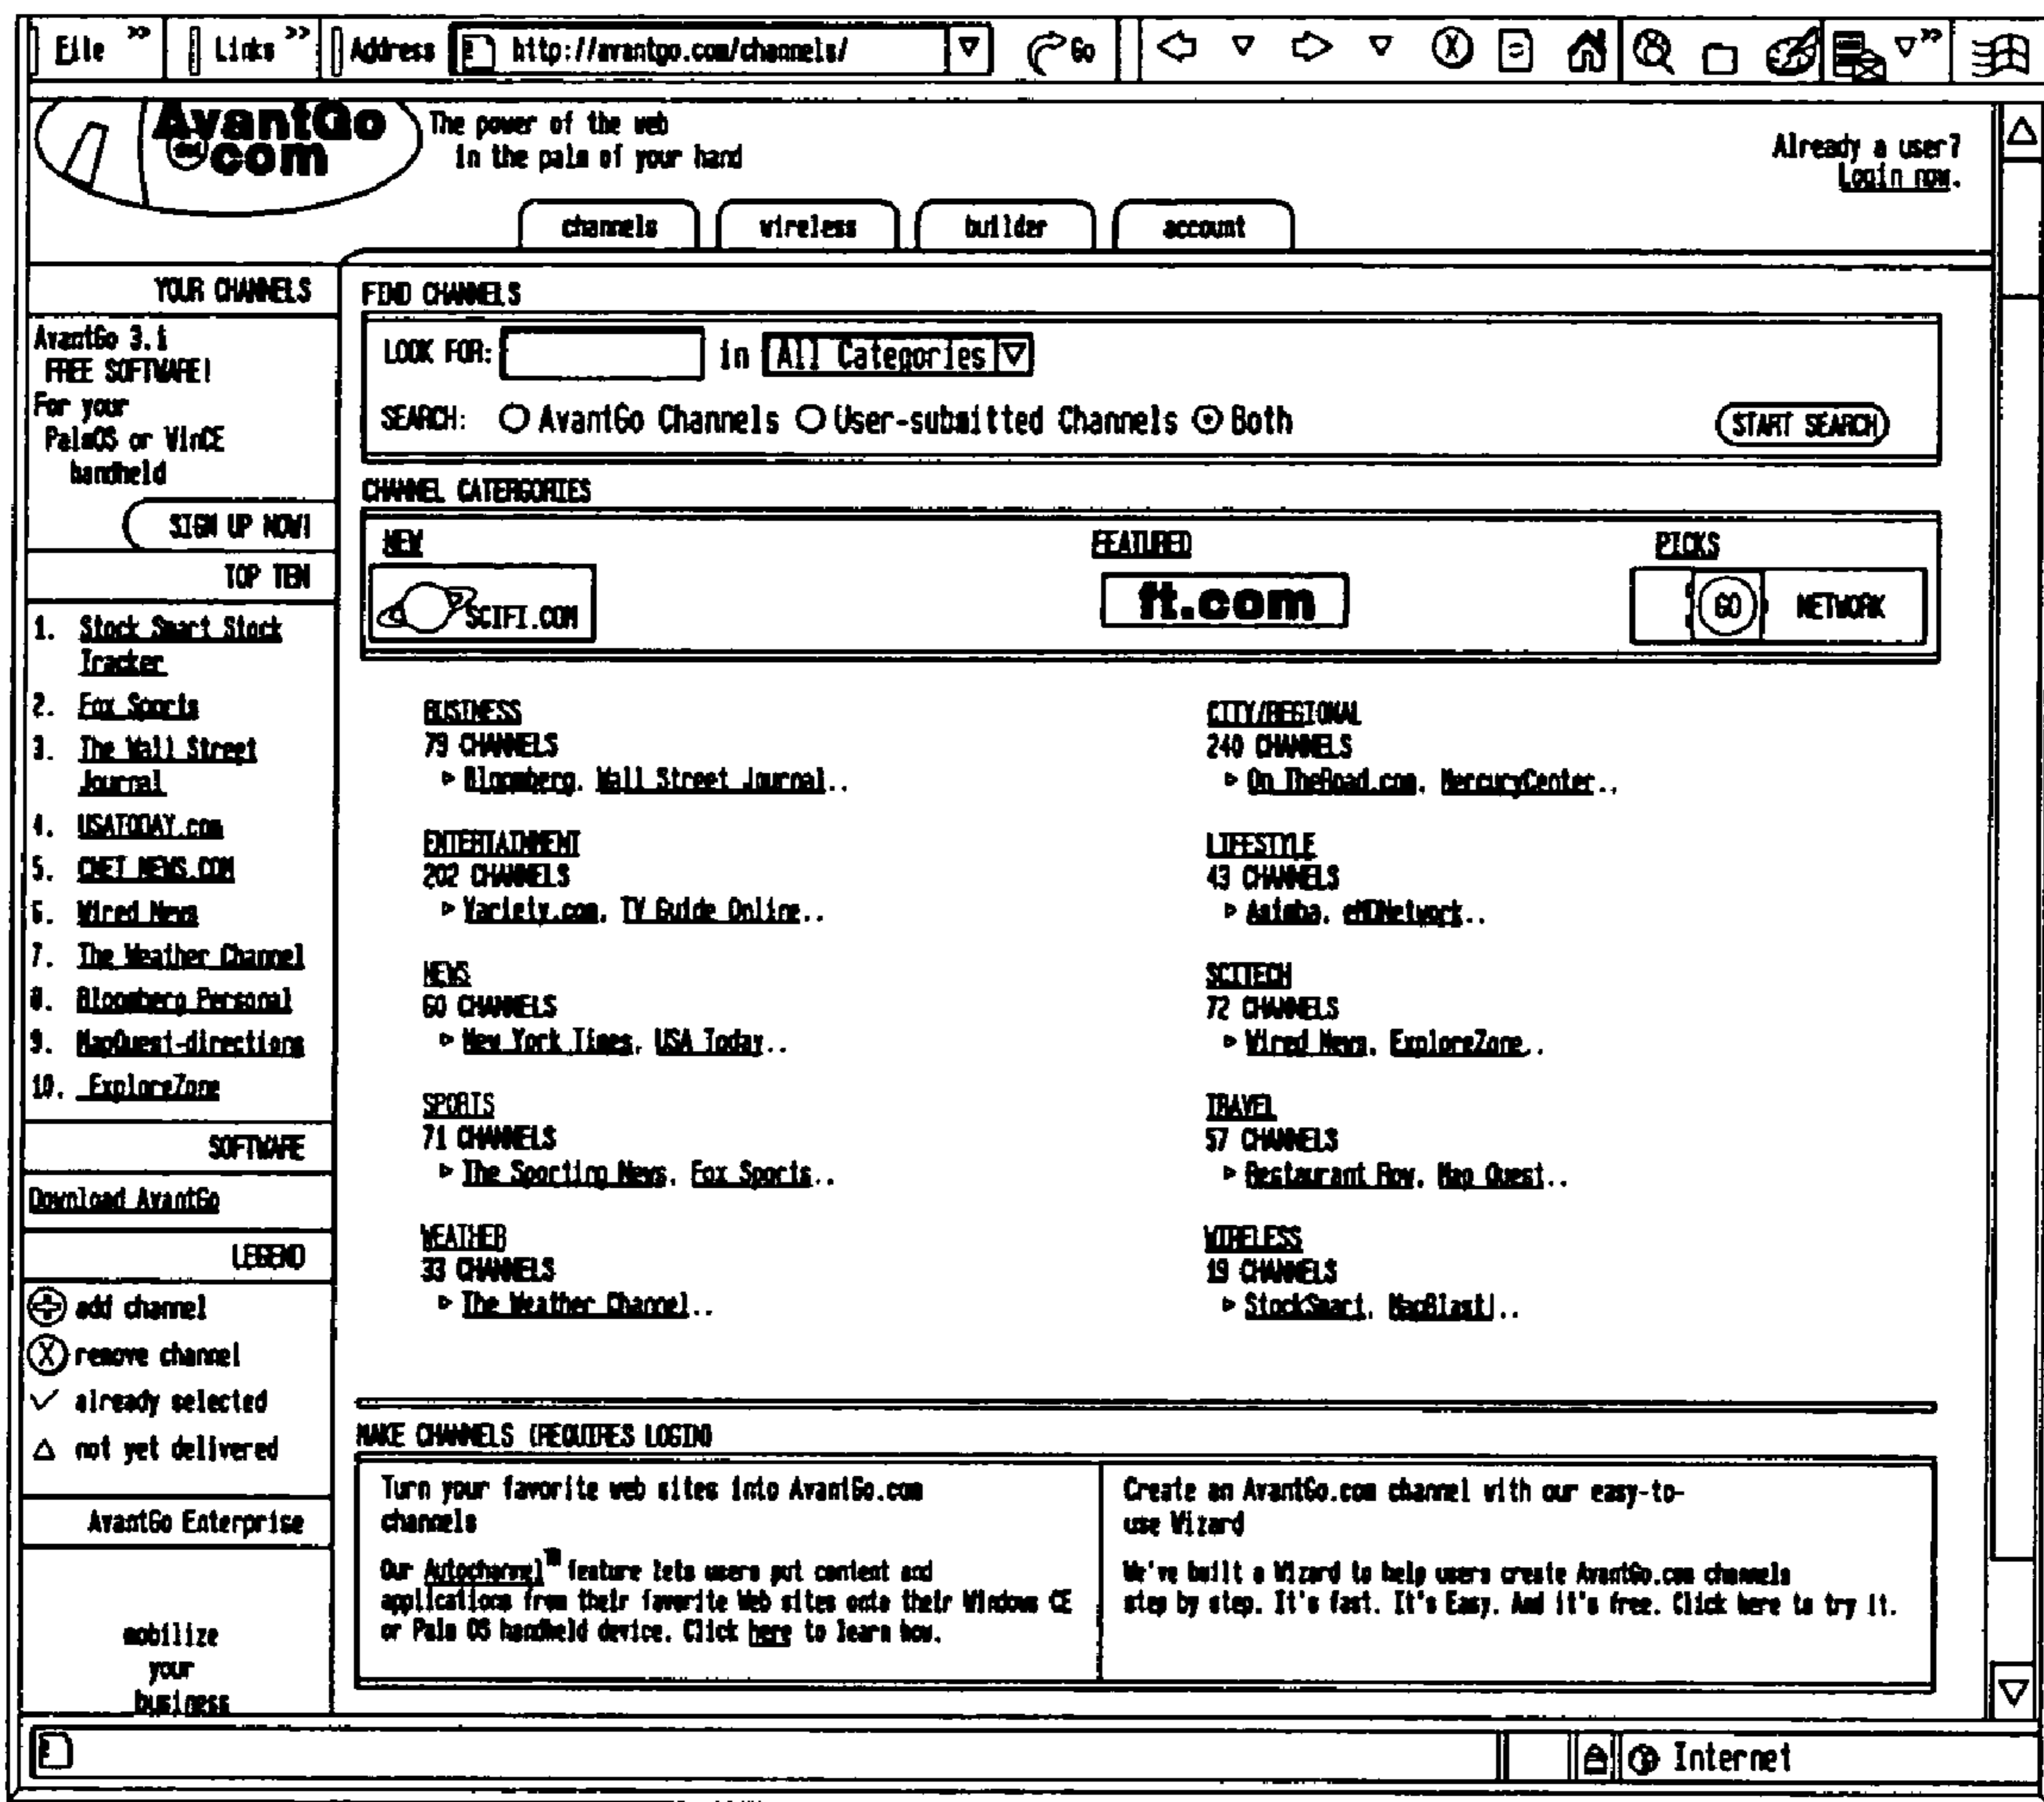 File » Links » Address http://avantgo.com/channels/ Go
AvantGo
dot com
The power of the web
in the palm of your hand
Already a user?
Login now.
channels wireless builder account
YOUR CHANNELS
AvantGo 3.i
FREE SOFTWARE!
For your
PalmOS or WinCE
handheld
SIGN UP NOW!
TOP TEN
1. Stock Smart Stock
Tracker
2. Fox Sports
3. The Wall Street
Journal
4. USATODAY.com
5. CNET NEWS.COM
6. Wired News
7. The Weather Channel
8. Bloomberg Personal
9. MapQuest-directions
10. ExploreZone
SOFTWARE
Download AvantGo
LEGEND
add channel
remove channel
already selected
not yet delivered
AvantGo Enterprise
mobilize
your
business
FIND CHANNELS
LOOK FOR: in All Categories
SEARCH: AvantGo Channels User-submitted Channels Both
START SEARCH
CHANNEL CATERGORIES
NEW FEATURED PICKS
SCIFI.COM ft.com GO NETWORK
BUSINESS
79 CHANNELS
Bloomberg, Wall Street Journal..
CITY/REGIONAL
240 CHANNELS
On TheRoad.com, MercuryCenter..
ENTERTAINMENT
202 CHANNELS
Variety.com, TV Guide Online..
LIFESTYLE
43 CHANNELS
Asimba, eMDNetwork..
NEWS
60 CHANNELS
New York Times, USA Today..
SCITECH
72 CHANNELS
Wired News, ExploreZone..
SPORTS
71 CHANNELS
The Sporting News, Fox Sports..
TRAVEL
57 CHANNELS
Restaurant Row, Map Quest..
WEATHER
33 CHANNELS
The Weather Channel..
WIRELESS
19 CHANNELS
StockSmart, MapBlast!..
MAKE CHANNELS (REQUIRES LOGIN)
Turn your favorite web sites into AvantGo.com
channels
Our Autochannel™ feature lets users put content and
applications from their favorite Web sites onto their Windows CE
or Palm OS handheld device. Click here to learn how.
Create an AvantGo.com channel with our easy-to-
use Wizard
We've built a Wizard to help users create AvantGo.com channels
step by step. It's fast. It's Easy. And it's free. Click here to try it.
Internet